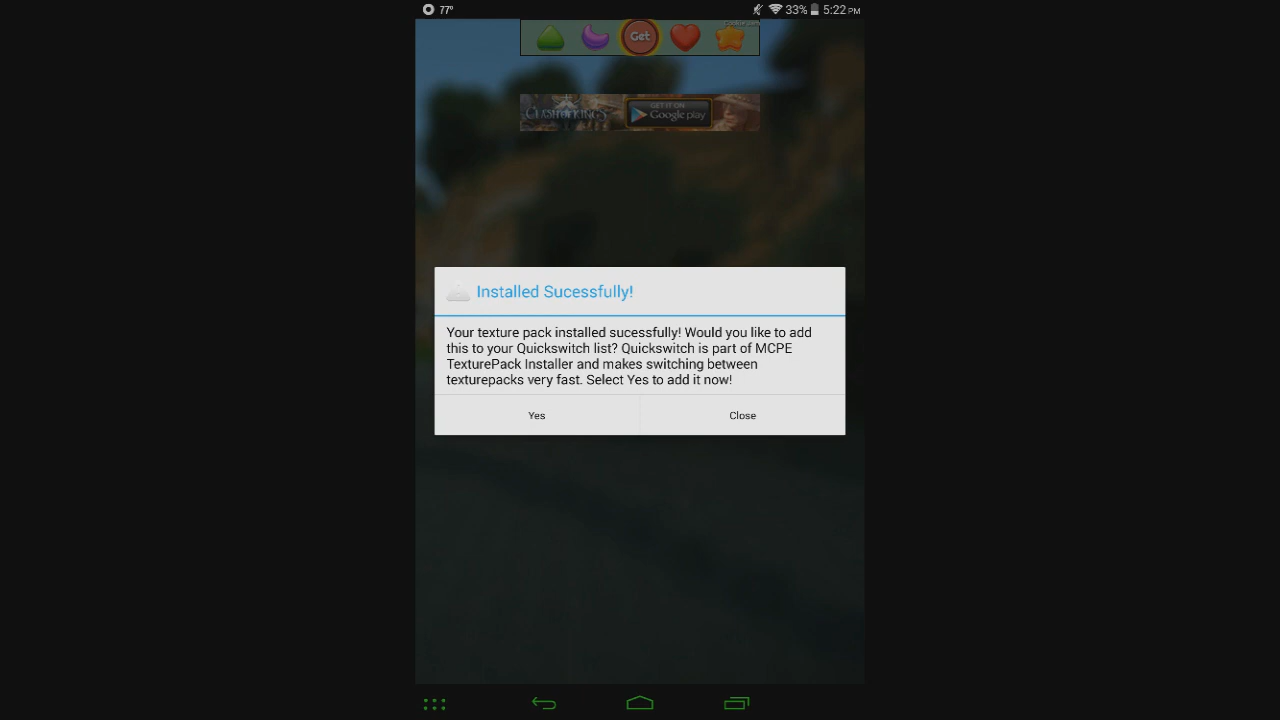 77°
33% 5:22 PM
Get
CLASH OF KINGS
GET IT ON
Google play
Installed Sucessfully!
Your texture pack installed sucessfully! Would you like to add
this to your Quickswitch list? Quickswitch is part of MCPE
TexturePack Installer and makes switching between
texturepacks very fast. Select Yes to add it now!
Yes
Close